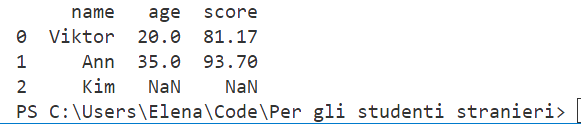 name   age  score
0  Viktor  20.0  81.17
1     Ann  35.0  93.70
2     Kim   NaN    NaN
PS C:\Users\Elena\Code\Per gli studenti stranieri>